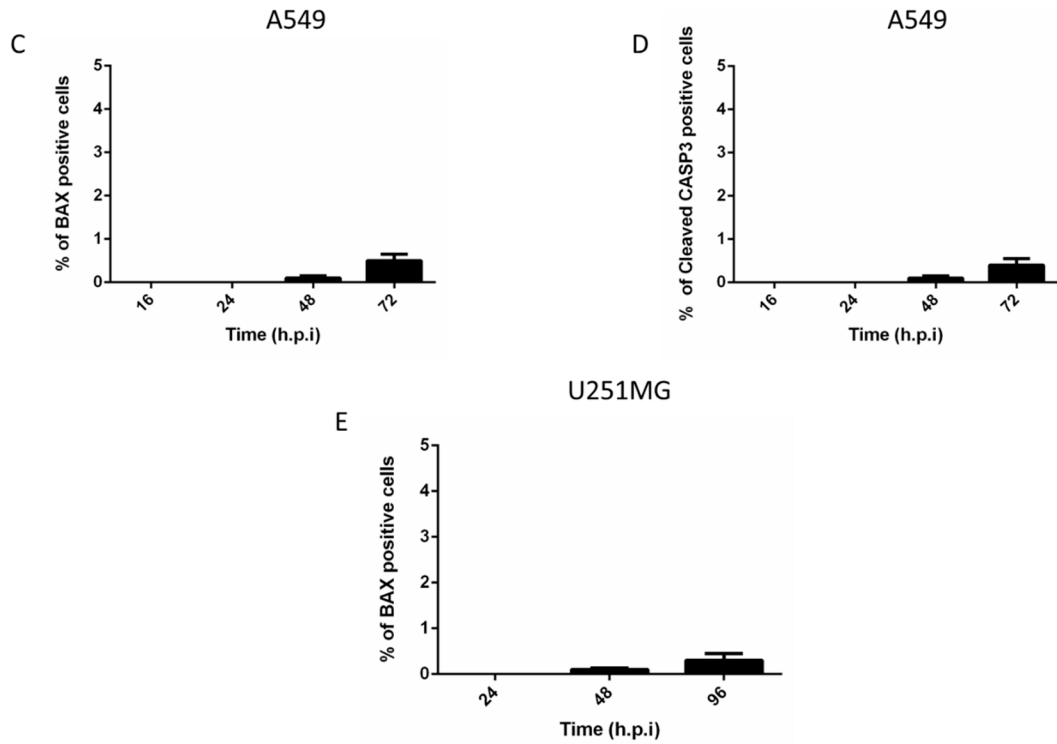 A549
C
% of BAX positive cells
5
4
3
2
1
0
16 24 48 72
Time (h.p.i)
A549
D
% of Cleaved CASP3 positive cells
5
4
3
2
1
0
16 24 48 72
Time (h.p.i)
U251MG
E
% of BAX positive cells
5
4
3
2
1
0
24 48 96
Time (h.p.i)